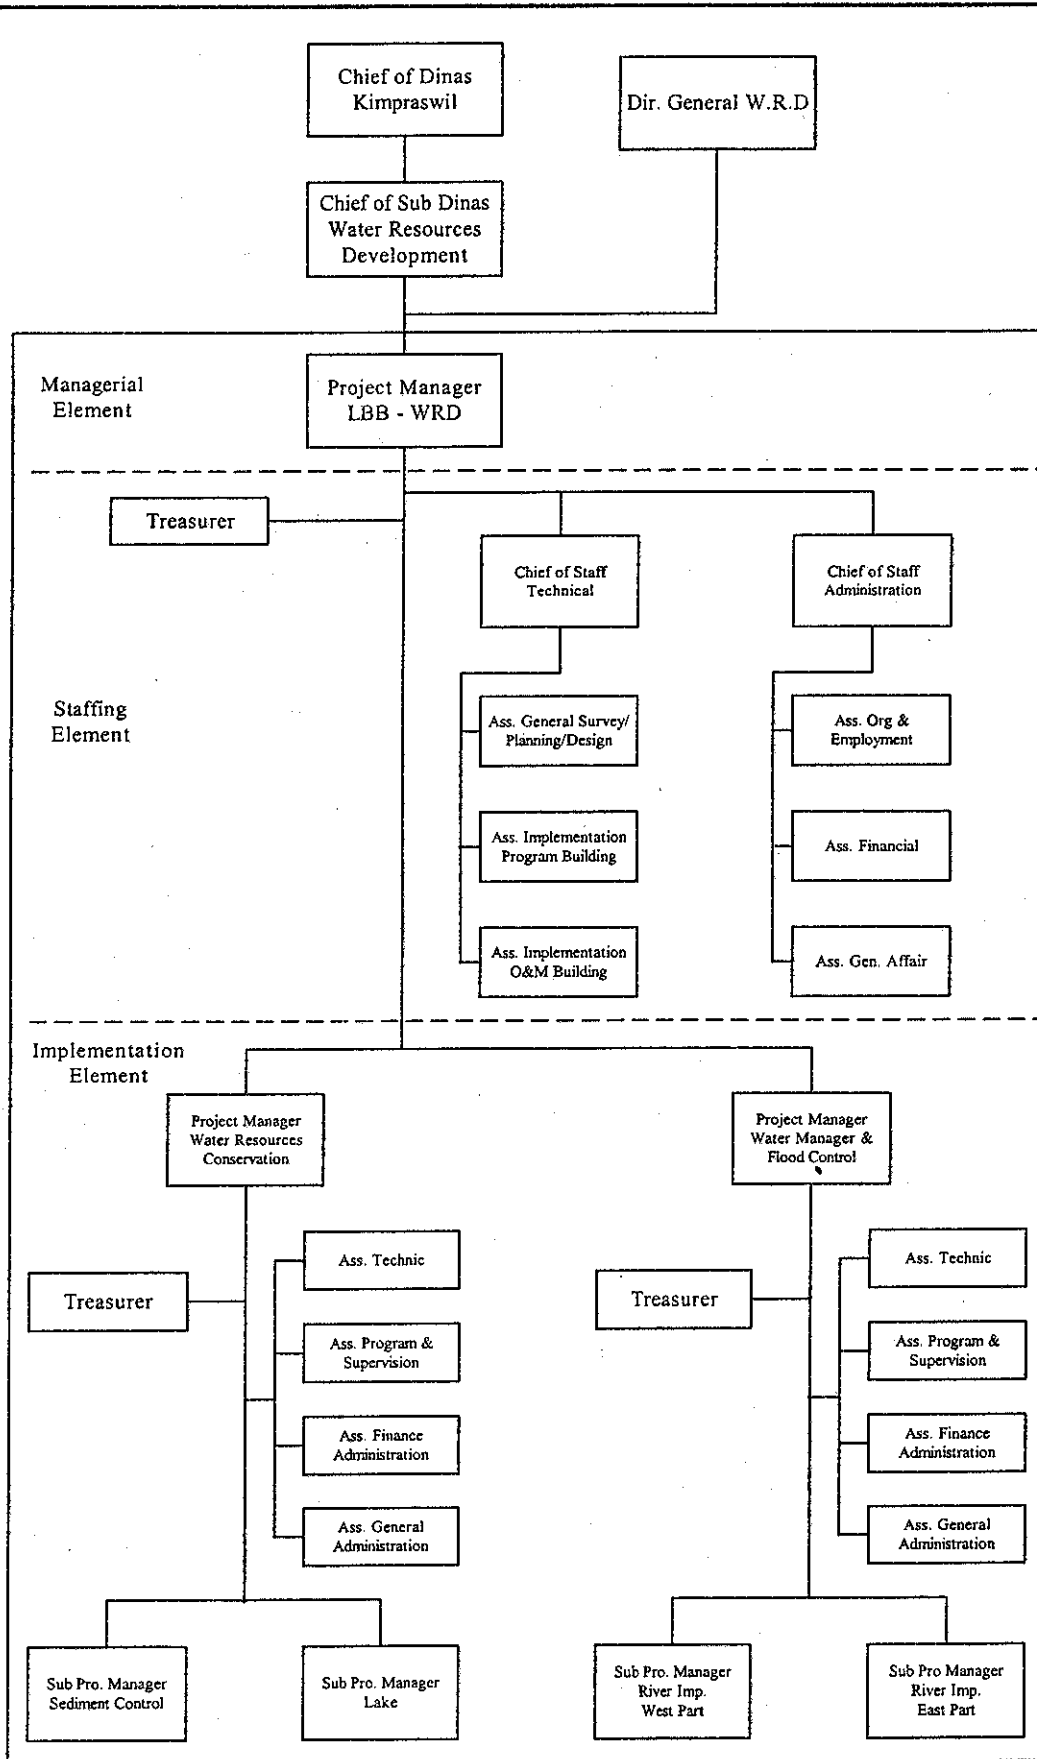 Chief of Dinas
Kimpraswil
Dir. General W.R.D
Chief of Sub Dinas
Water Resources
Development
Managerial
Element
Project Manager
LBB - WRD
Treasurer
Chief of Staff
Technical
Chief of Staff
Administration
Staffing
Element
Ass. General Survey/
Planning/Design
Ass. Org &
Employment
Ass. Implementation
Program Building
Ass. Financial
Ass. Implementation
O&M Building
Ass. Gen. Affair
Implementation
Element
Project Manager
Water Resources
Conservation
Project Manager
Water Manager &
Flood Control
Ass. Technic
Treasurer
Ass. Program &
Supervision
Ass. Finance
Administration
Ass. General
Administration
Ass. Technic
Treasurer
Ass. Program &
Supervision
Ass. Finance
Administration
Ass. General
Administration
Sub Pro. Manager
Sediment Control
Sub Pro. Manager
Lake
Sub Pro. Manager
River Imp.
West Part
Sub Pro Manager
River Imp.
East Part